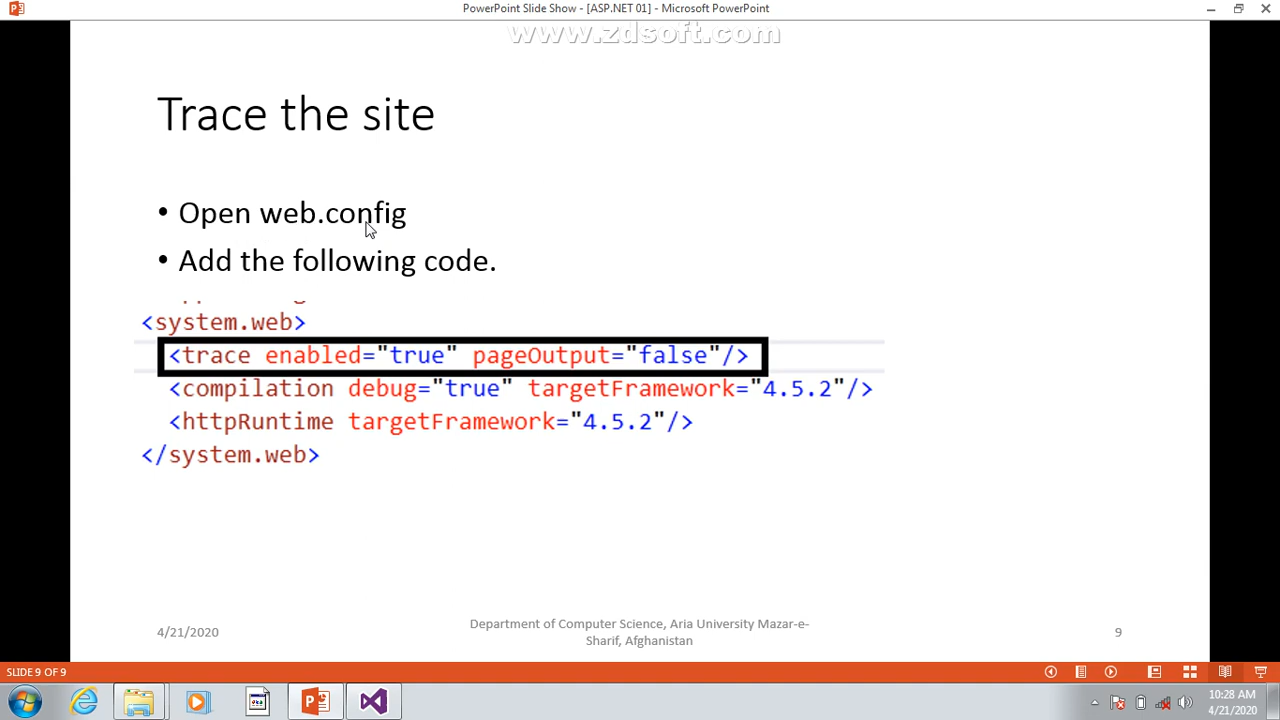 PowerPoint Slide Show - [ASP.NET 01] - Microsoft PowerPoint
www.zdsoft.com
Trace the site
• Open web.config
• Add the following code.
<system.web>
<trace enabled="true" pageOutput="false"/>
<compilation debug="true" targetFramework="4.5.2"/>
<httpRuntime targetFramework="4.5.2"/>
</system.web>
4/21/2020
Department of Computer Science, Aria University Mazar-e-
Sharif, Afghanistan
9
SLIDE 9 OF 9
10:28 AM
4/21/2020